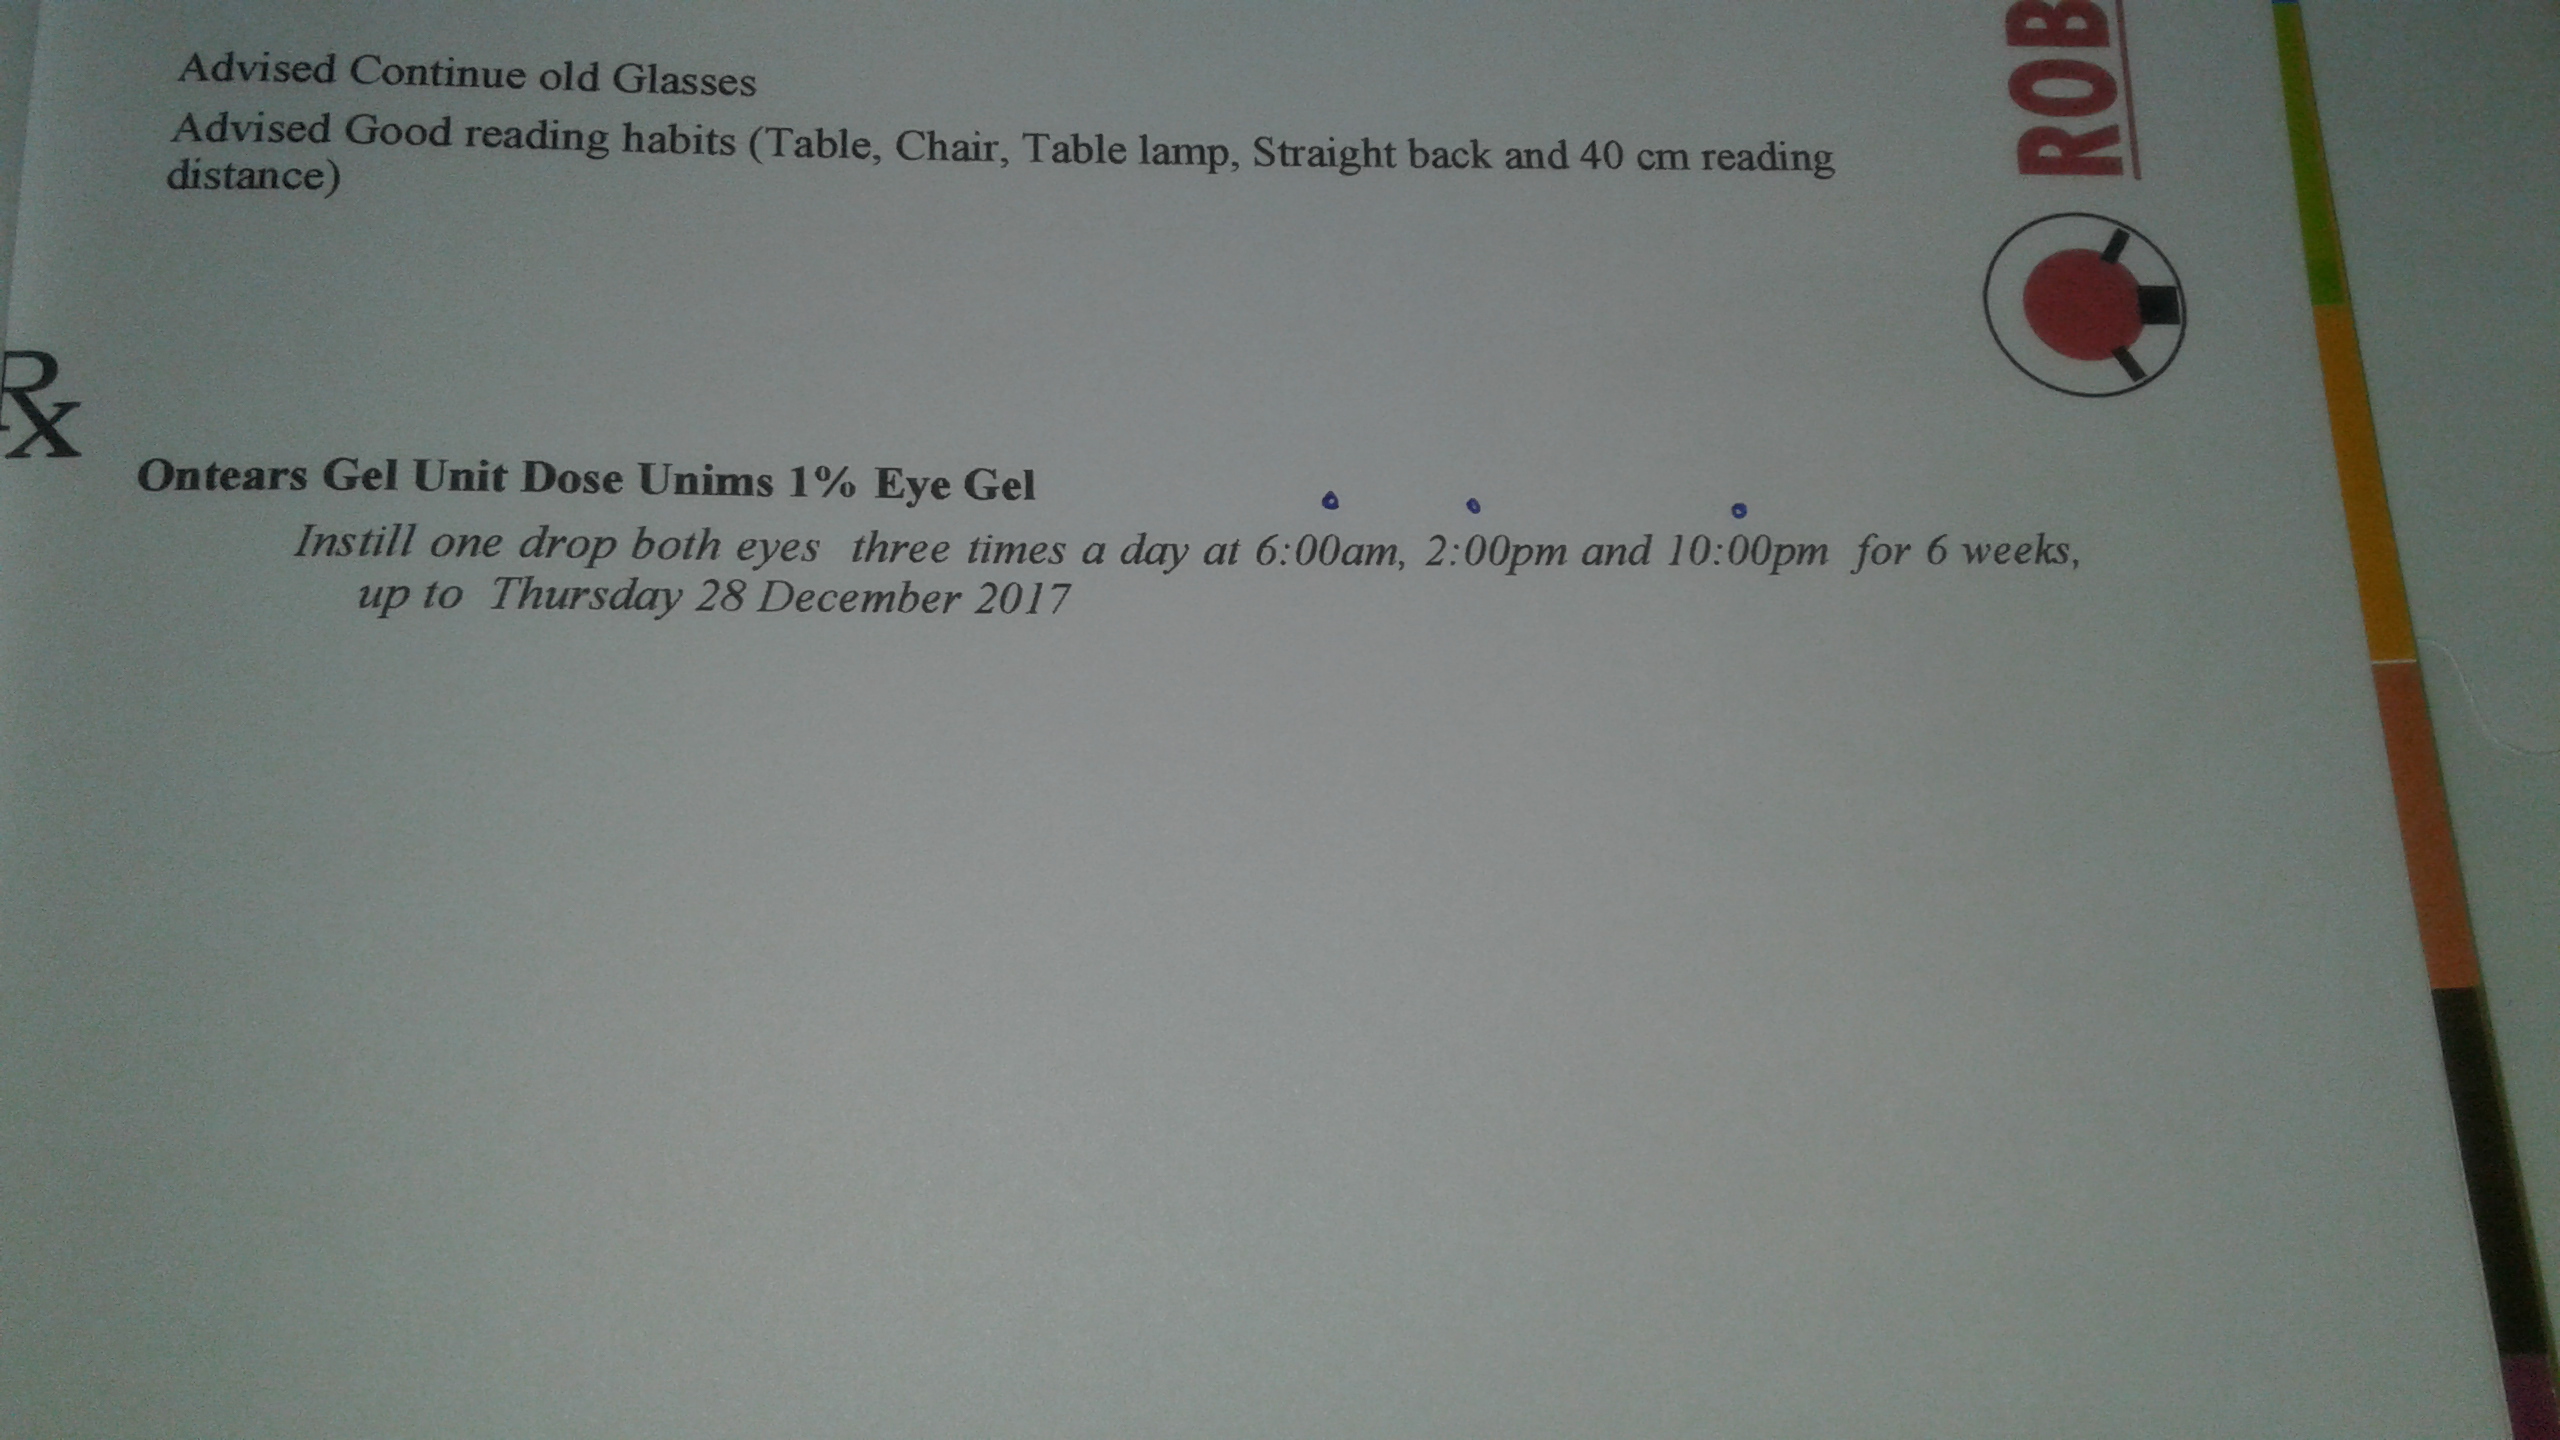 Advised Continue old Glasses
Advised Good reading habits (Table, Chair, Table lamp, Straight back and 40 cm reading
distance)
ROB
Rx
Ontears Gel Unit Dose Unims 1% Eye Gel
Instill one drop both eyes three times a day at 6:00am, 2:00pm and 10:00pm for 6 weeks,
up to Thursday 28 December 2017